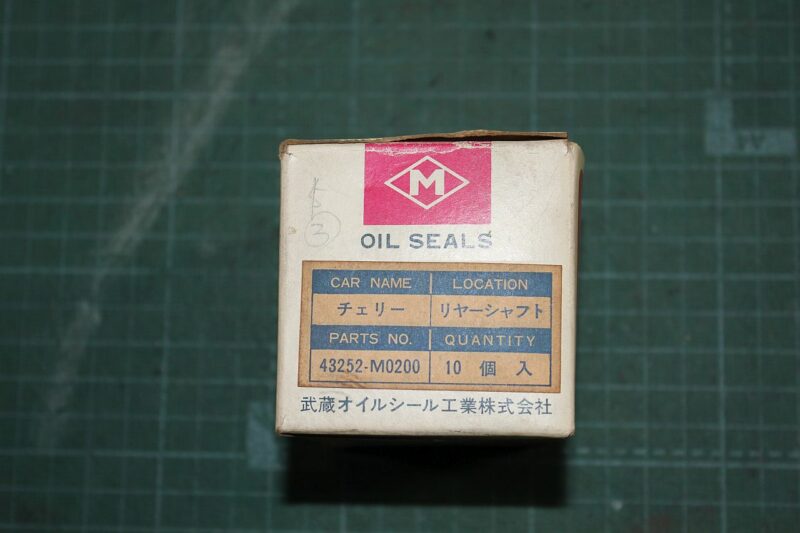 M
OIL SEALS
③
CAR NAME LOCATION
チェリー リヤーシャフト
PARTS NO. QUANTITY
43252-M0200 10 個 入
武蔵オイルシール工業株式会社